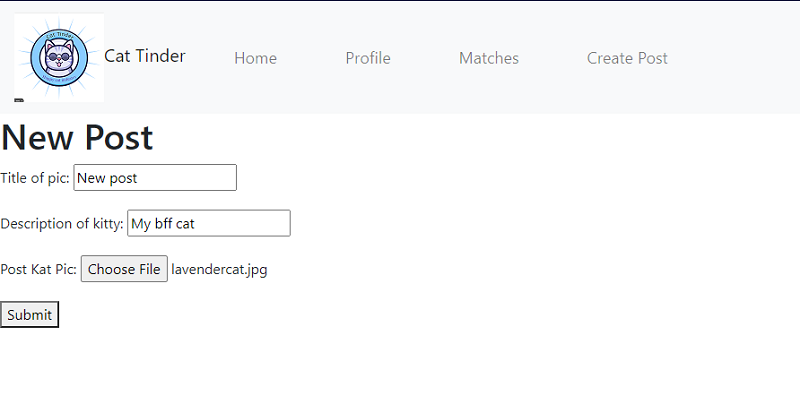 Cat Tinder
Cat Tinder Home Profile Matches Create Post
New Post
Title of pic: New post
Description of kitty: My bff cat
Post Kat Pic: Choose File lavendercat.jpg
Submit